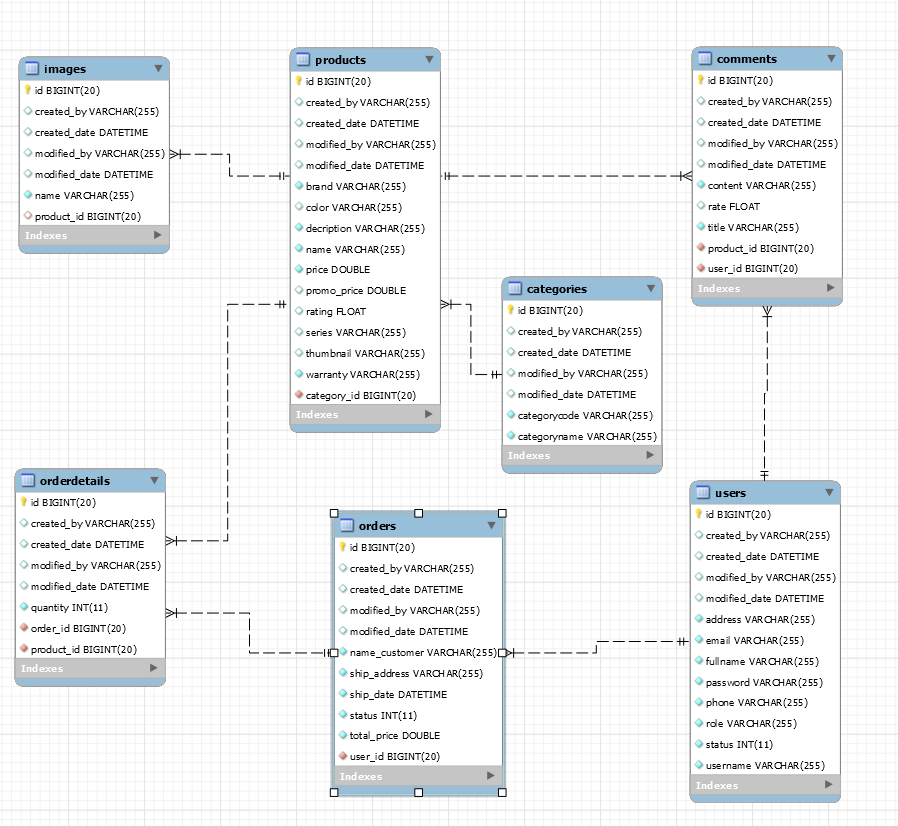 images
id BIGINT(20)
created_by VARCHAR(255)
created_date DATETIME
modified_by VARCHAR(255)
modified_date DATETIME
name VARCHAR(255)
product_id BIGINT(20)
Indexes
products
id BIGINT(20)
created_by VARCHAR(255)
created_date DATETIME
modified_by VARCHAR(255)
modified_date DATETIME
brand VARCHAR(255)
color VARCHAR(255)
decription VARCHAR(255)
name VARCHAR(255)
price DOUBLE
promo_price DOUBLE
rating FLOAT
series VARCHAR(255)
thumbnail VARCHAR(255)
warranty VARCHAR(255)
category_id BIGINT(20)
Indexes
comments
id BIGINT(20)
created_by VARCHAR(255)
created_date DATETIME
modified_by VARCHAR(255)
modified_date DATETIME
content VARCHAR(255)
rate FLOAT
title VARCHAR(255)
product_id BIGINT(20)
user_id BIGINT(20)
Indexes
categories
id BIGINT(20)
created_by VARCHAR(255)
created_date DATETIME
modified_by VARCHAR(255)
modified_date DATETIME
categorycode VARCHAR(255)
categoryname VARCHAR(255)
Indexes
orderdetails
id BIGINT(20)
created_by VARCHAR(255)
created_date DATETIME
modified_by VARCHAR(255)
modified_date DATETIME
quantity INT(11)
order_id BIGINT(20)
product_id BIGINT(20)
Indexes
orders
id BIGINT(20)
created_by VARCHAR(255)
created_date DATETIME
modified_by VARCHAR(255)
modified_date DATETIME
name_customer VARCHAR(255)
ship_address VARCHAR(255)
ship_date DATETIME
status INT(11)
total_price DOUBLE
user_id BIGINT(20)
Indexes
users
id BIGINT(20)
created_by VARCHAR(255)
created_date DATETIME
modified_by VARCHAR(255)
modified_date DATETIME
address VARCHAR(255)
email VARCHAR(255)
fullname VARCHAR(255)
password VARCHAR(255)
phone VARCHAR(255)
role VARCHAR(255)
status INT(11)
username VARCHAR(255)
Indexes